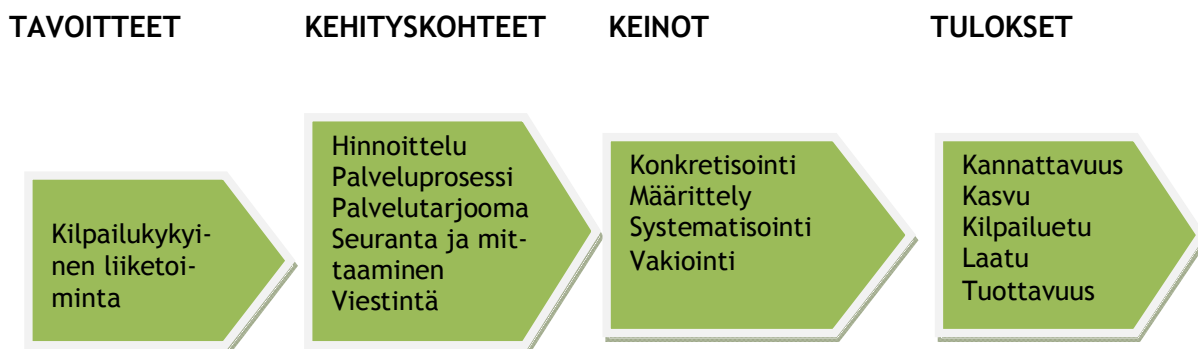 TAVOITTEET
KEHITYSKOHTEET
KEINOT
TULOKSET
Kilpailukykyi-
nen liiketoi-
minta
Hinnoittelu
Palveluprosessi
Palvelutarjooma
Seuranta ja mit-
taaminen
Viestintä
Konkretisointi
Määrittely
Systematisointi
Vakiointi
Kannattavuus
Kasvu
Kilpailuetu
Laatu
Tuottavuus